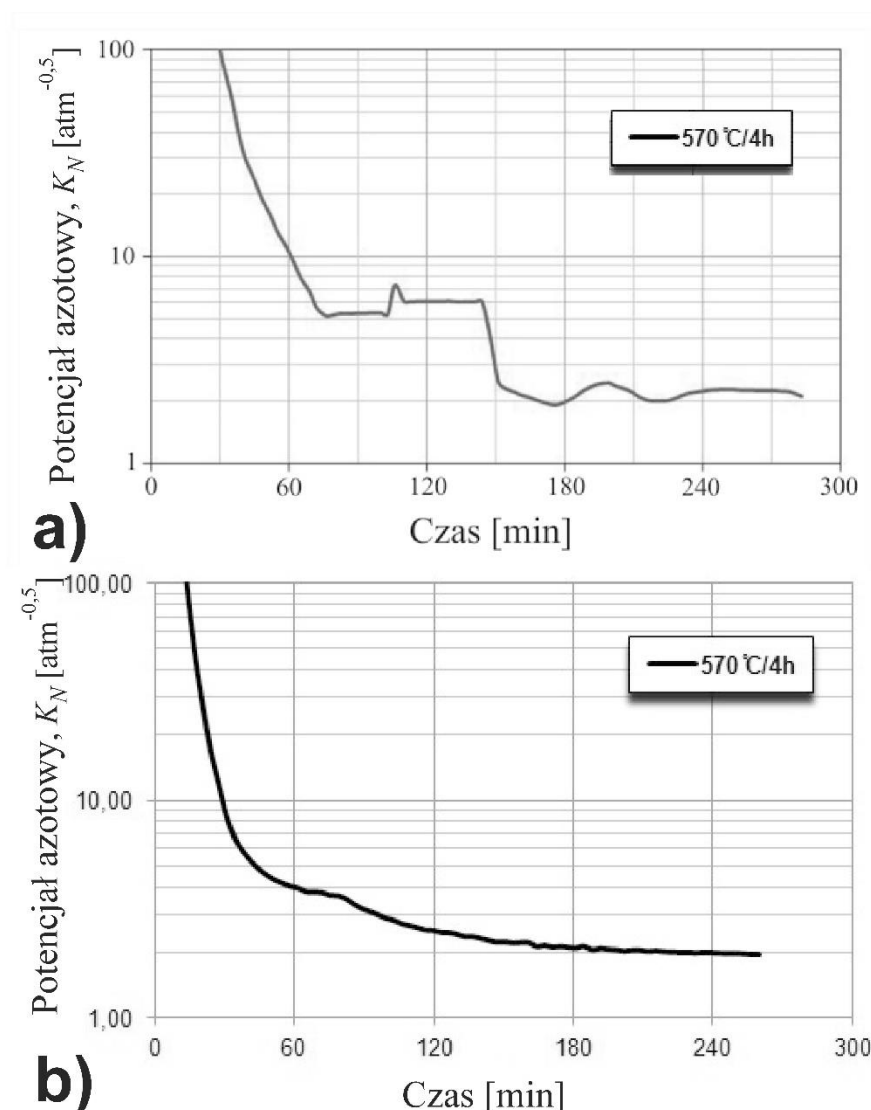 Potencjał azotowy, K_N [atm^-0,5]
100
10
1
570 °C/4h
0 60 120 180 240 300
Czas [min]
a)
Potencjał azotowy, K_N [atm^-0,5]
100,00
10,00
1,00
570 °C/4h
0 60 120 180 240 300
Czas [min]
b)